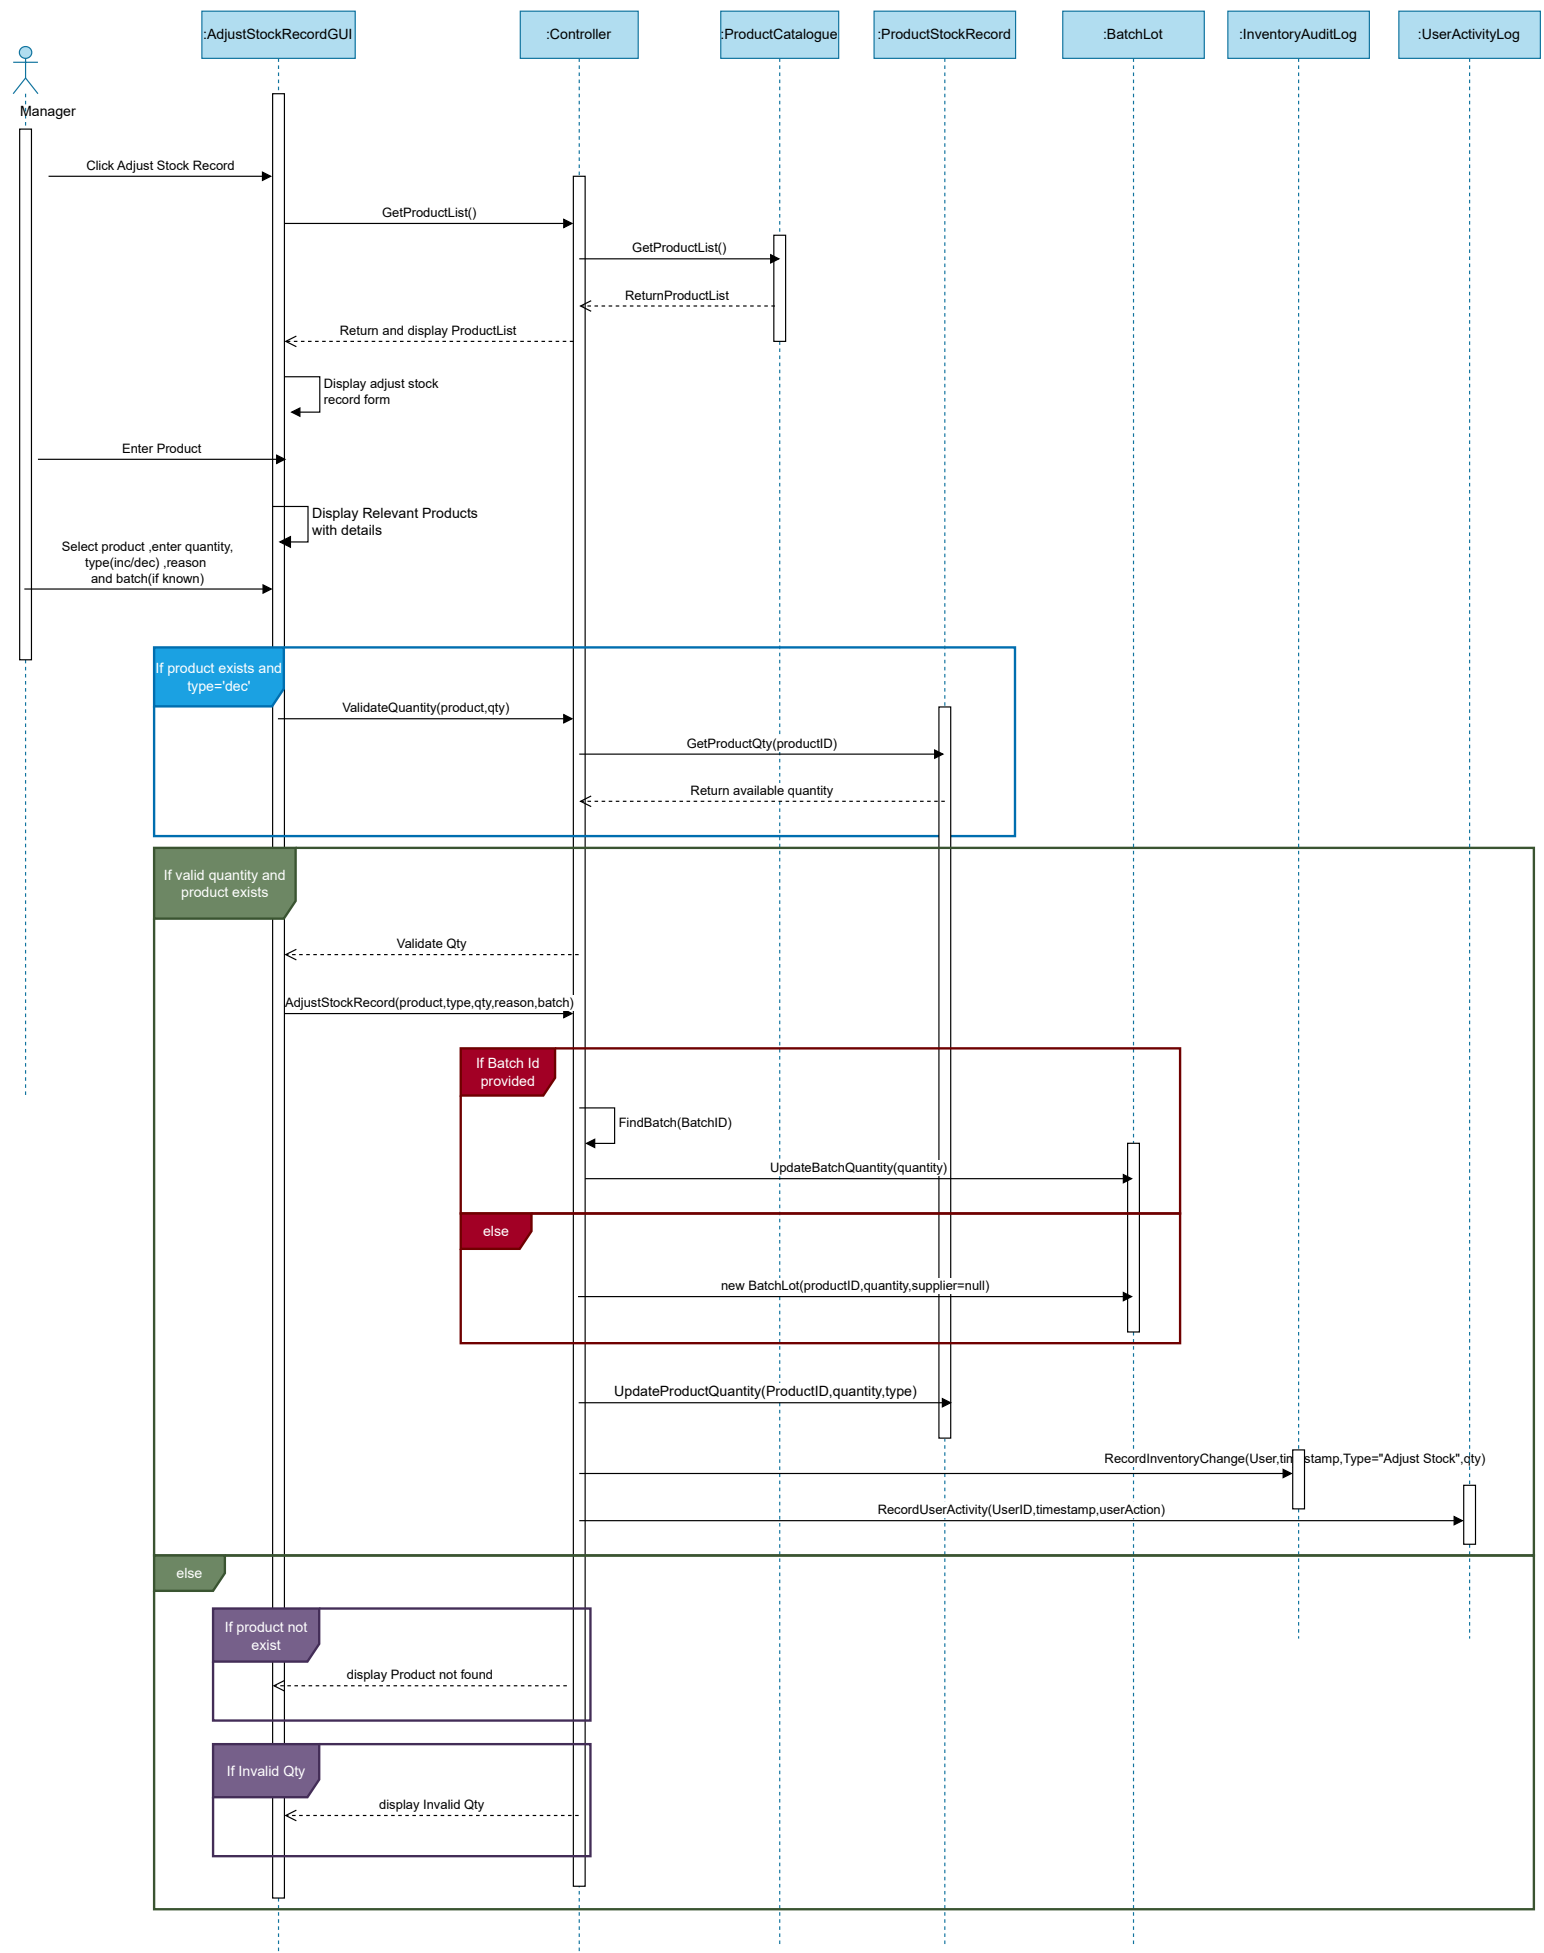 :AdjustStockRecordGUI
:Controller
:ProductCatalogue
:ProductStockRecord
:BatchLot
:InventoryAuditLog
:UserActivityLog
Manager
Click Adjust Stock Record
GetProductList()
GetProductList()
ReturnProductList
Return and display ProductList
Display adjust stock
record form
Enter Product
Display Relevant Products
with details
Select product ,enter quantity,
type(inc/dec) ,reason
and batch(if known)
If product exists and
type='dec'
ValidateQuantity(product,qty)
GetProductQty(productID)
Return available quantity
If valid quantity and
product exists
Validate Qty
AdjustStockRecord(product,type,qty,reason,batch)
If Batch Id
provided
FindBatch(BatchID)
UpdateBatchQuantity(quantity)
else
new BatchLot(productID,quantity,supplier=null)
UpdateProductQuantity(ProductID,quantity,type)
RecordInventoryChange(User,timestamp,Type="Adjust Stock",qty)
RecordUserActivity(UserID,timestamp,userAction)
else
If product not
exist
display Product not found
If Invalid Qty
display Invalid Qty